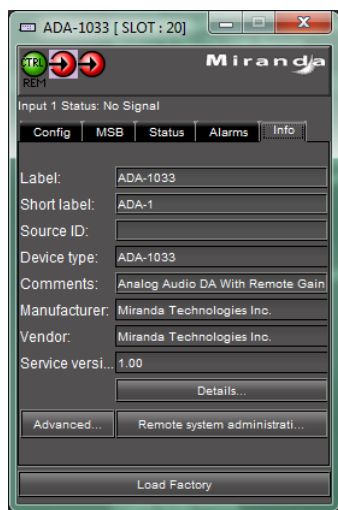 ADA-1033 [ SLOT : 20]
CTRL
REM
Miranda
Input 1 Status: No Signal
Config MSB Status Alarms Info
Label: ADA-1033
Short label: ADA-1
Source ID:
Device type: ADA-1033
Comments: Analog Audio DA With Remote Gain
Manufacturer: Miranda Technologies Inc.
Vendor: Miranda Technologies Inc.
Service versi... 1.00
Details...
Advanced... Remote system administrati...
Load Factory